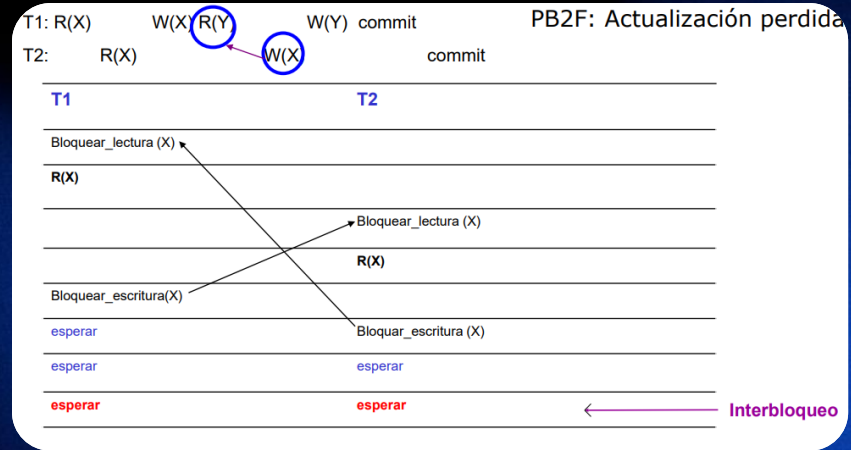 T1: R(X) W(X) R(Y) W(Y) commit PB2F: Actualización perdida
T2: R(X) W(X) commit
T1 T2
Bloquear_lectura (X)
R(X)
Bloquear_lectura (X)
R(X)
Bloquear_escritura(X)
esperar Bloquar_escritura (X)
esperar esperar
esperar esperar Interbloqueo